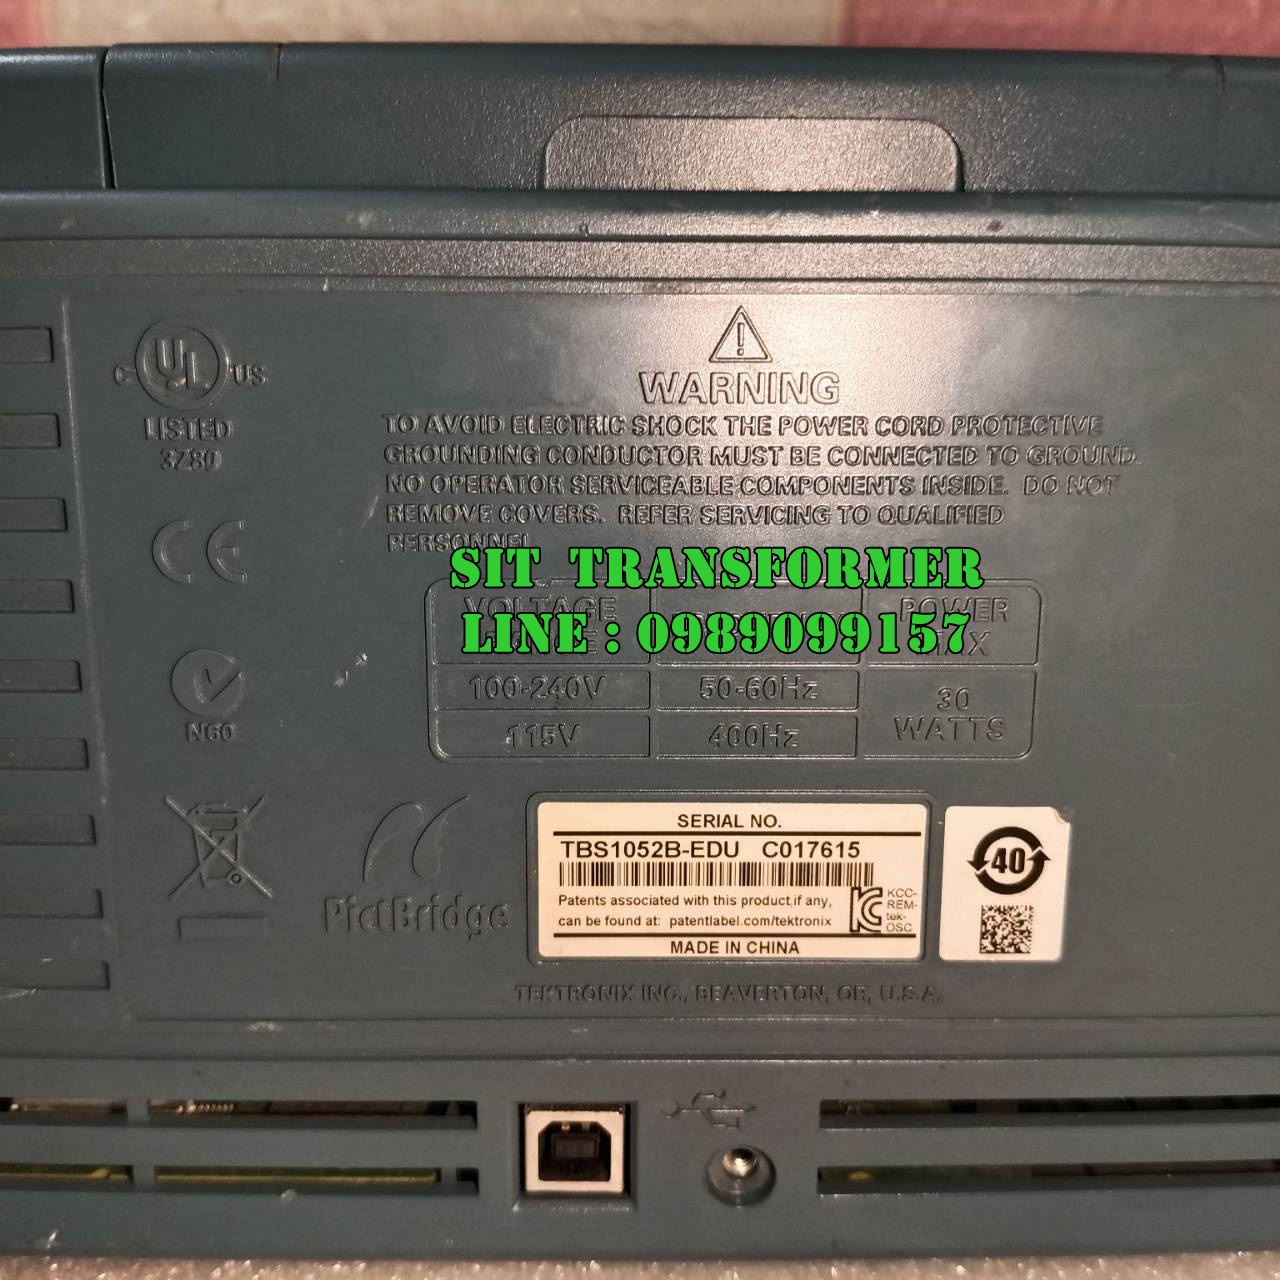 C UL US
LISTED
3Z80
WARNING
TO AVOID ELECTRIC SHOCK THE POWER CORD PROTECTIVE
GROUNDING CONDUCTOR MUST BE CONNECTED TO GROUND.
NO OPERATOR SERVICEABLE COMPONENTS INSIDE. DO NOT
REMOVE COVERS. REFER SERVICING TO QUALIFIED
PERSONNEL
SIT TRANSFORMER
LINE : 0989099157
CE
VOLTAGE POWER
100-240V 50-60Hz 30
115V 400Hz WATTS
N60
PictBridge
SERIAL NO.
TBS1052B-EDU C017615
Patents associated with this product,if any,
can be found at: patentlabel.com/tektronix
KCC-
REM-
tek-
OSC
MADE IN CHINA
40
TEKTRONIX INC., BEAVERTON, OR, U.S.A.